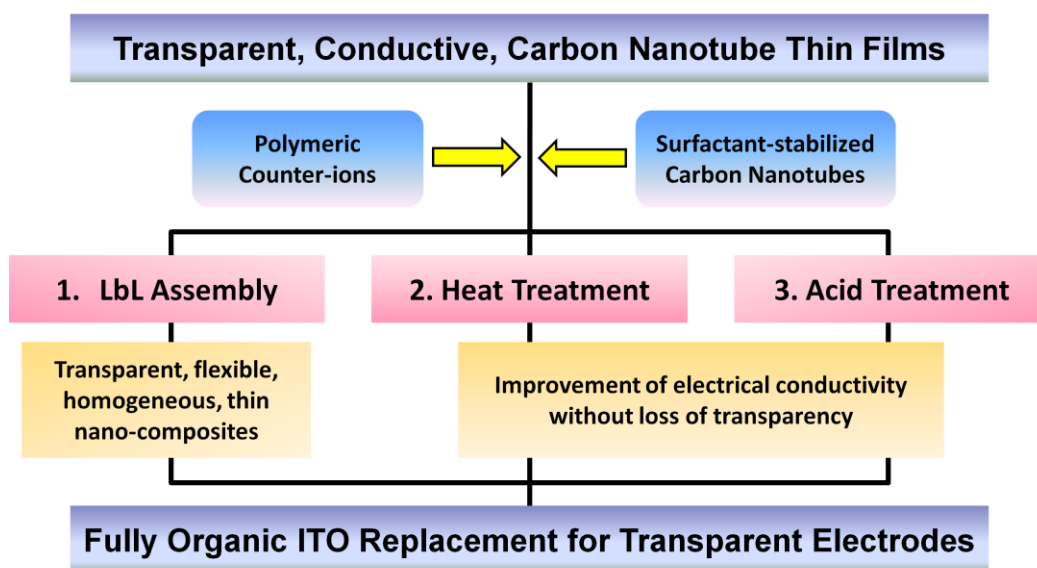 Transparent, Conductive, Carbon Nanotube Thin Films
Polymeric
Counter-ions
Surfactant-stabilized
Carbon Nanotubes
1. LbL Assembly
2. Heat Treatment
3. Acid Treatment
Transparent, flexible,
homogeneous, thin
nano-composites
Improvement of electrical conductivity
without loss of transparency
Fully Organic ITO Replacement for Transparent Electrodes